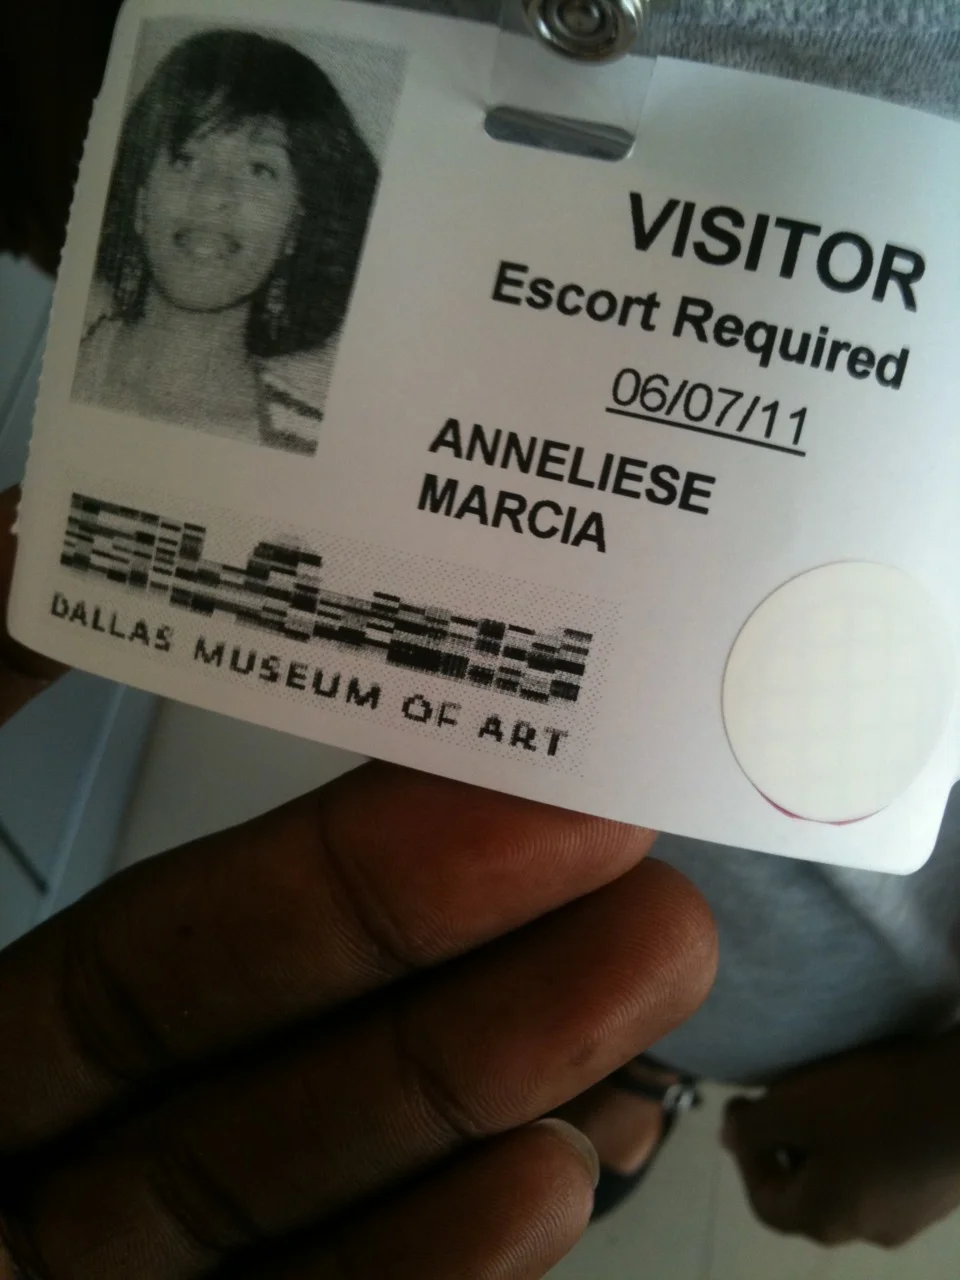 VISITOR
Escort Required
06/07/11
ANNELIESE
MARCIA
DALLAS MUSEUM OF ART